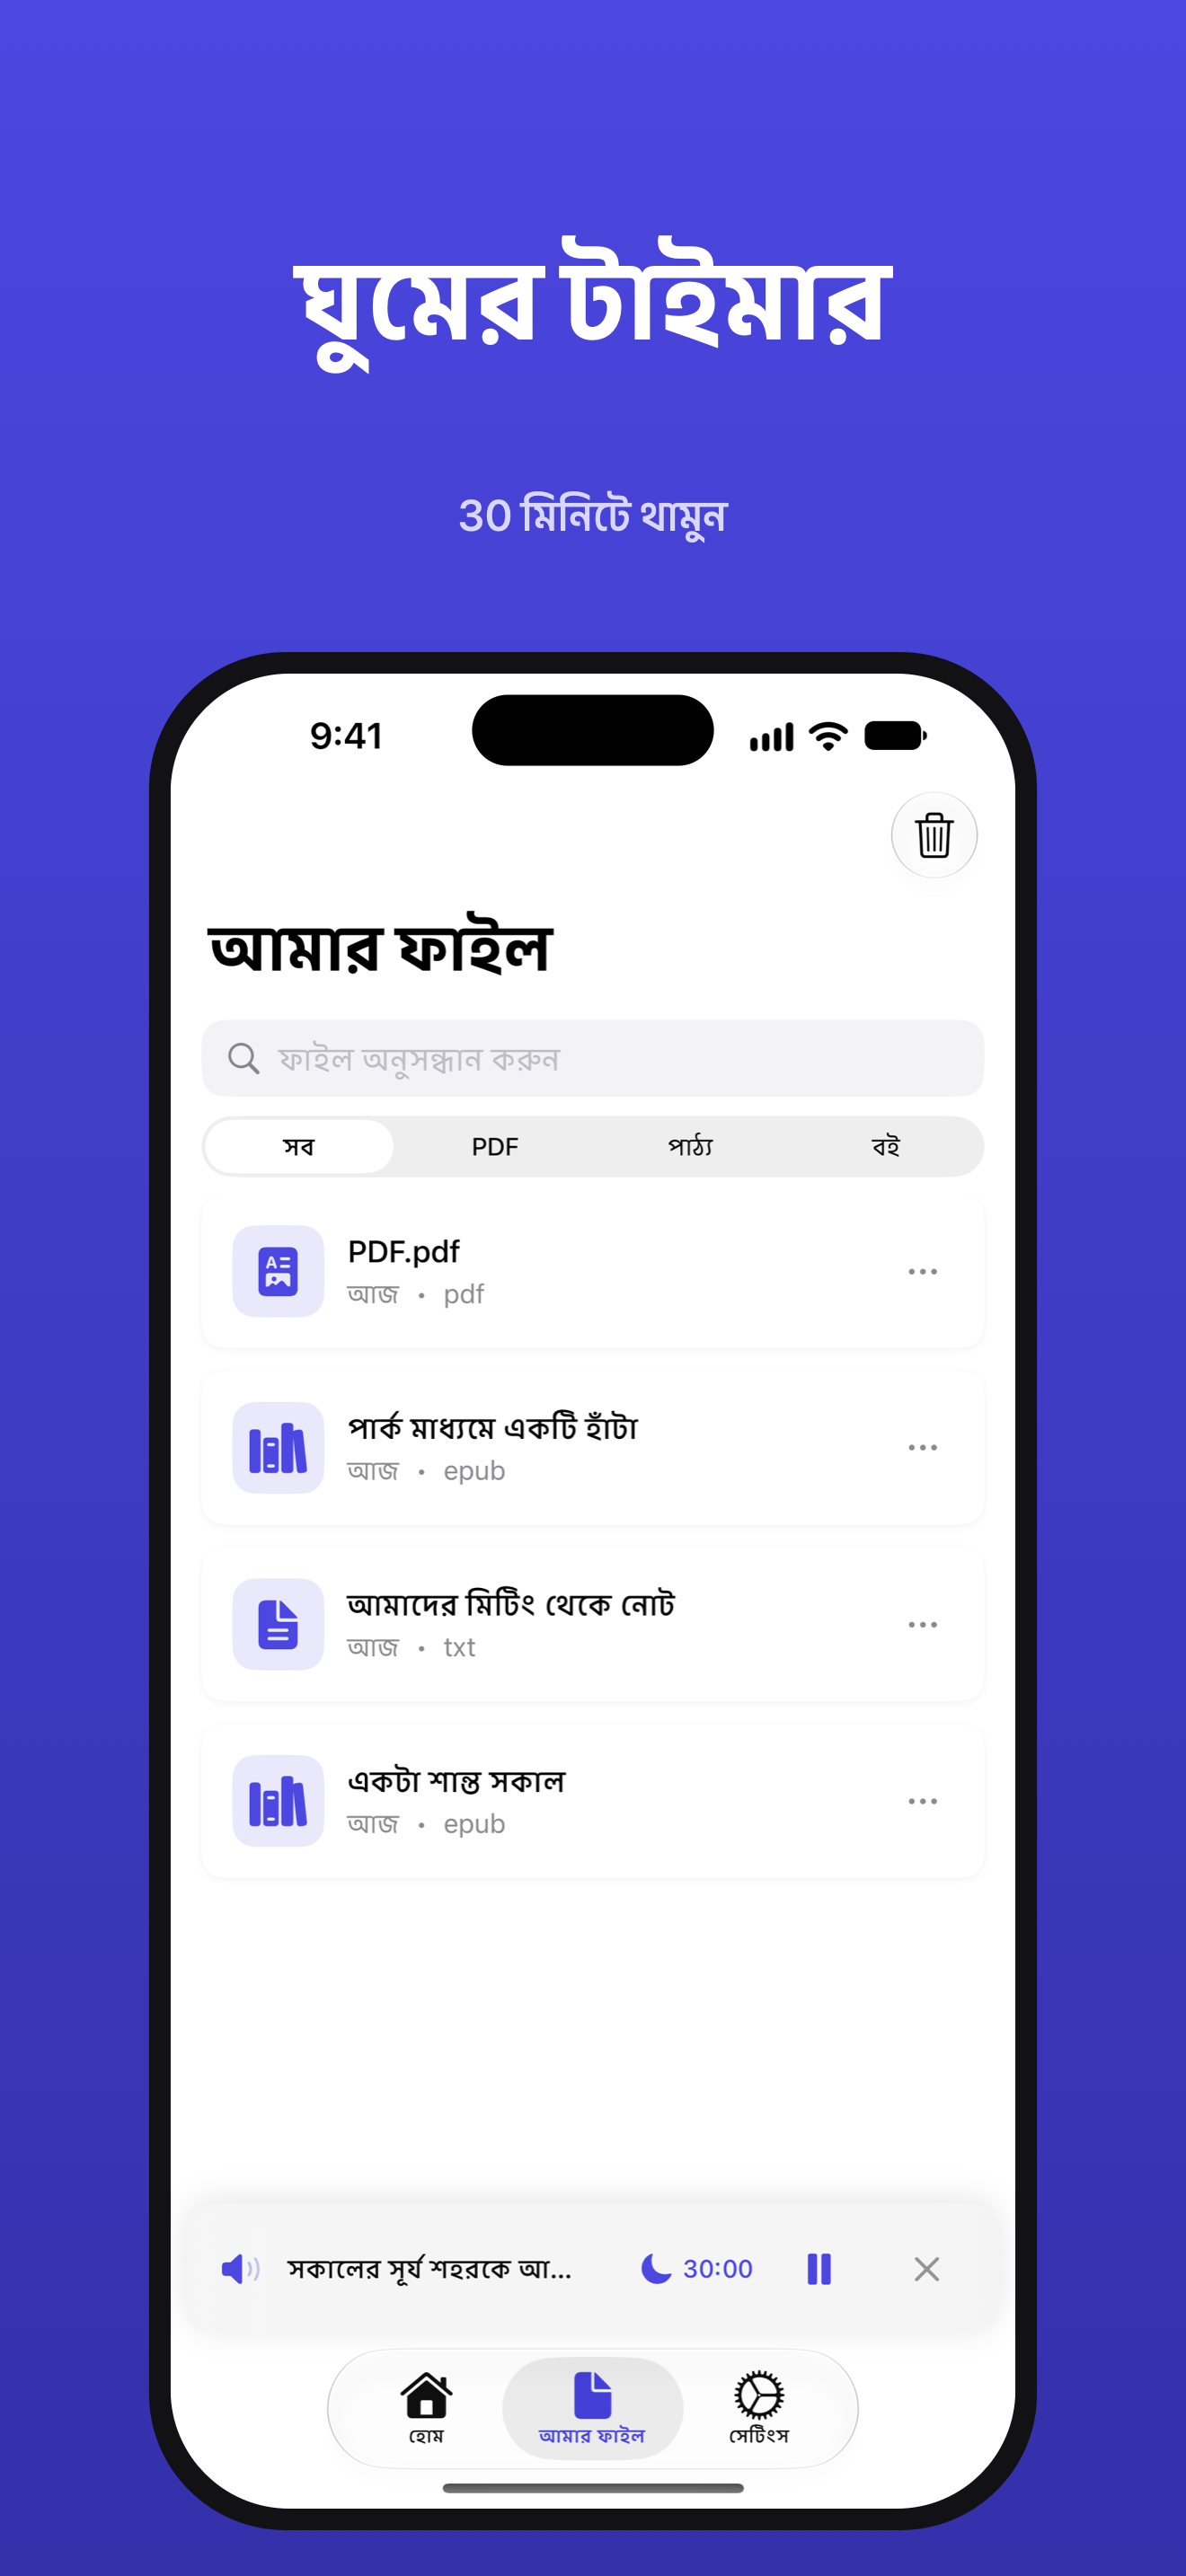 ঘুমের টাইমার
30 মিনিটে থামুন
9:41
আমার ফাইল
ফাইল অনুসন্ধান করুন
সব PDF পাঠ্য বই
PDF.pdf
আজ • pdf
পার্ক মাধ্যমে একটি হাঁটা
আজ • epub
আমাদের মিটিং থেকে নোট
আজ • txt
একটা শান্ত সকাল
আজ • epub
সকালের সূর্য শহরকে আ... 30:00
হোম আমার ফাইল সেটিংস